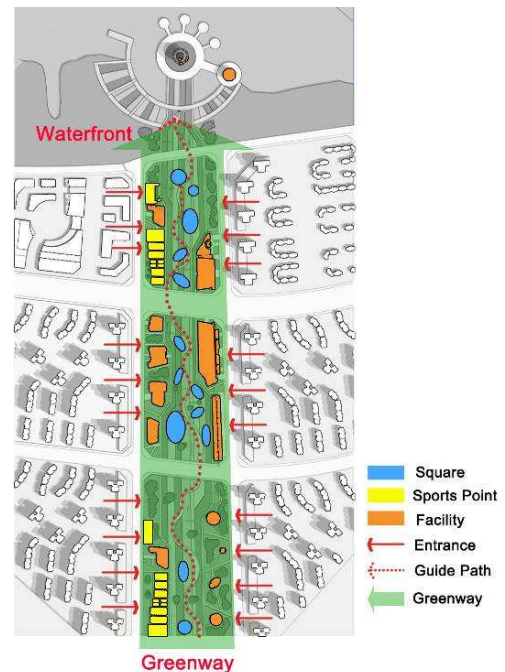 Waterfront
Square
Sports Point
Facility
Entrance
Guide Path
Greenway
Greenway